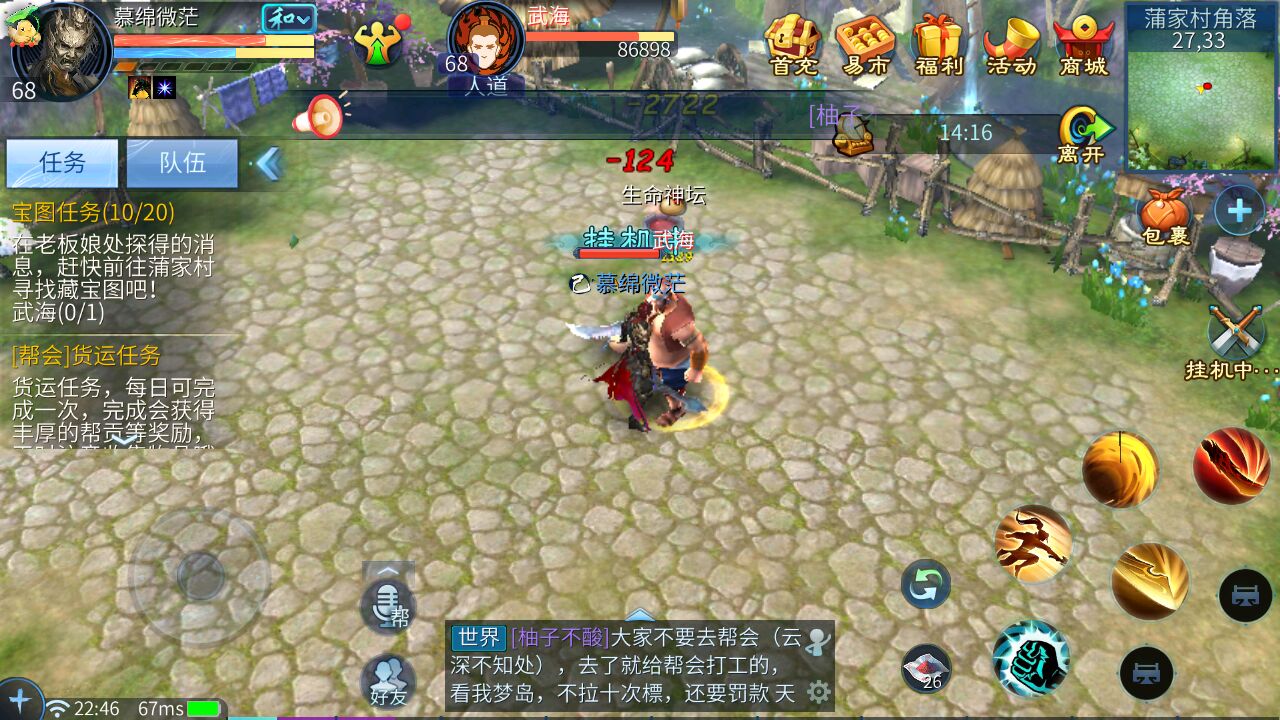 慕绵微茫
和
68
武海
86898
68
人道
首充
易市
福利
活动
商城
蒲家村角落
27,33
-2722
[柚子
14:16
离开
任务
队伍
-124
生命神坛
挂机
武海
慕绵微茫
包裹
宝图任务(10/20)
在老板娘处探得的消
息，赶快前往蒲家村
寻找藏宝图吧！
武海(0/1)
[帮会]货运任务
货运任务，每日可完
成一次，完成会获得
丰厚的帮贡等奖励，
挂机中···
帮
好友
世界 [柚子不酸]大家不要去帮会（云
深不知处），去了就给帮会打工的，
看我梦岛，不拉十次標，还要罚款 天
26
22:46
67ms